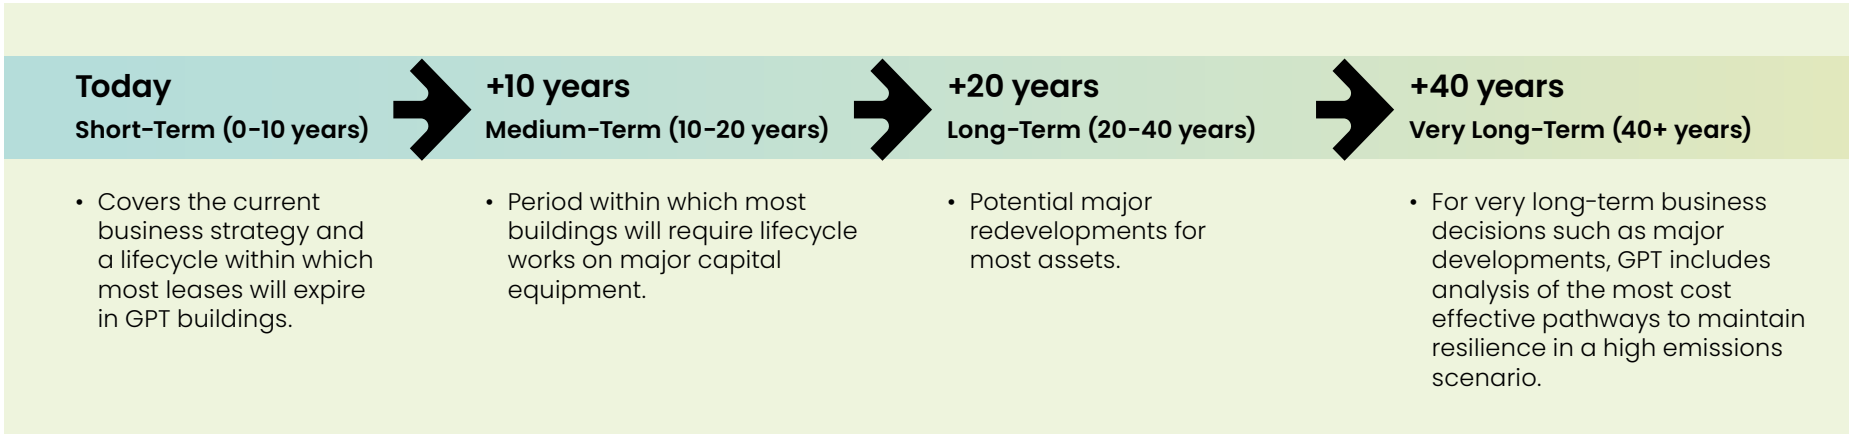 Today
Short-Term (0-10 years)
• Covers the current
business strategy and
a lifecycle within which
most leases will expire
in GPT buildings.
+10 years
Medium-Term (10-20 years)
• Period within which most
buildings will require lifecycle
works on major capital
equipment.
+20 years
Long-Term (20-40 years)
• Potential major
redevelopments for
most assets.
+40 years
Very Long-Term (40+ years)
• For very long-term business
decisions such as major
developments, GPT includes
analysis of the most cost
effective pathways to maintain
resilience in a high emissions
scenario.